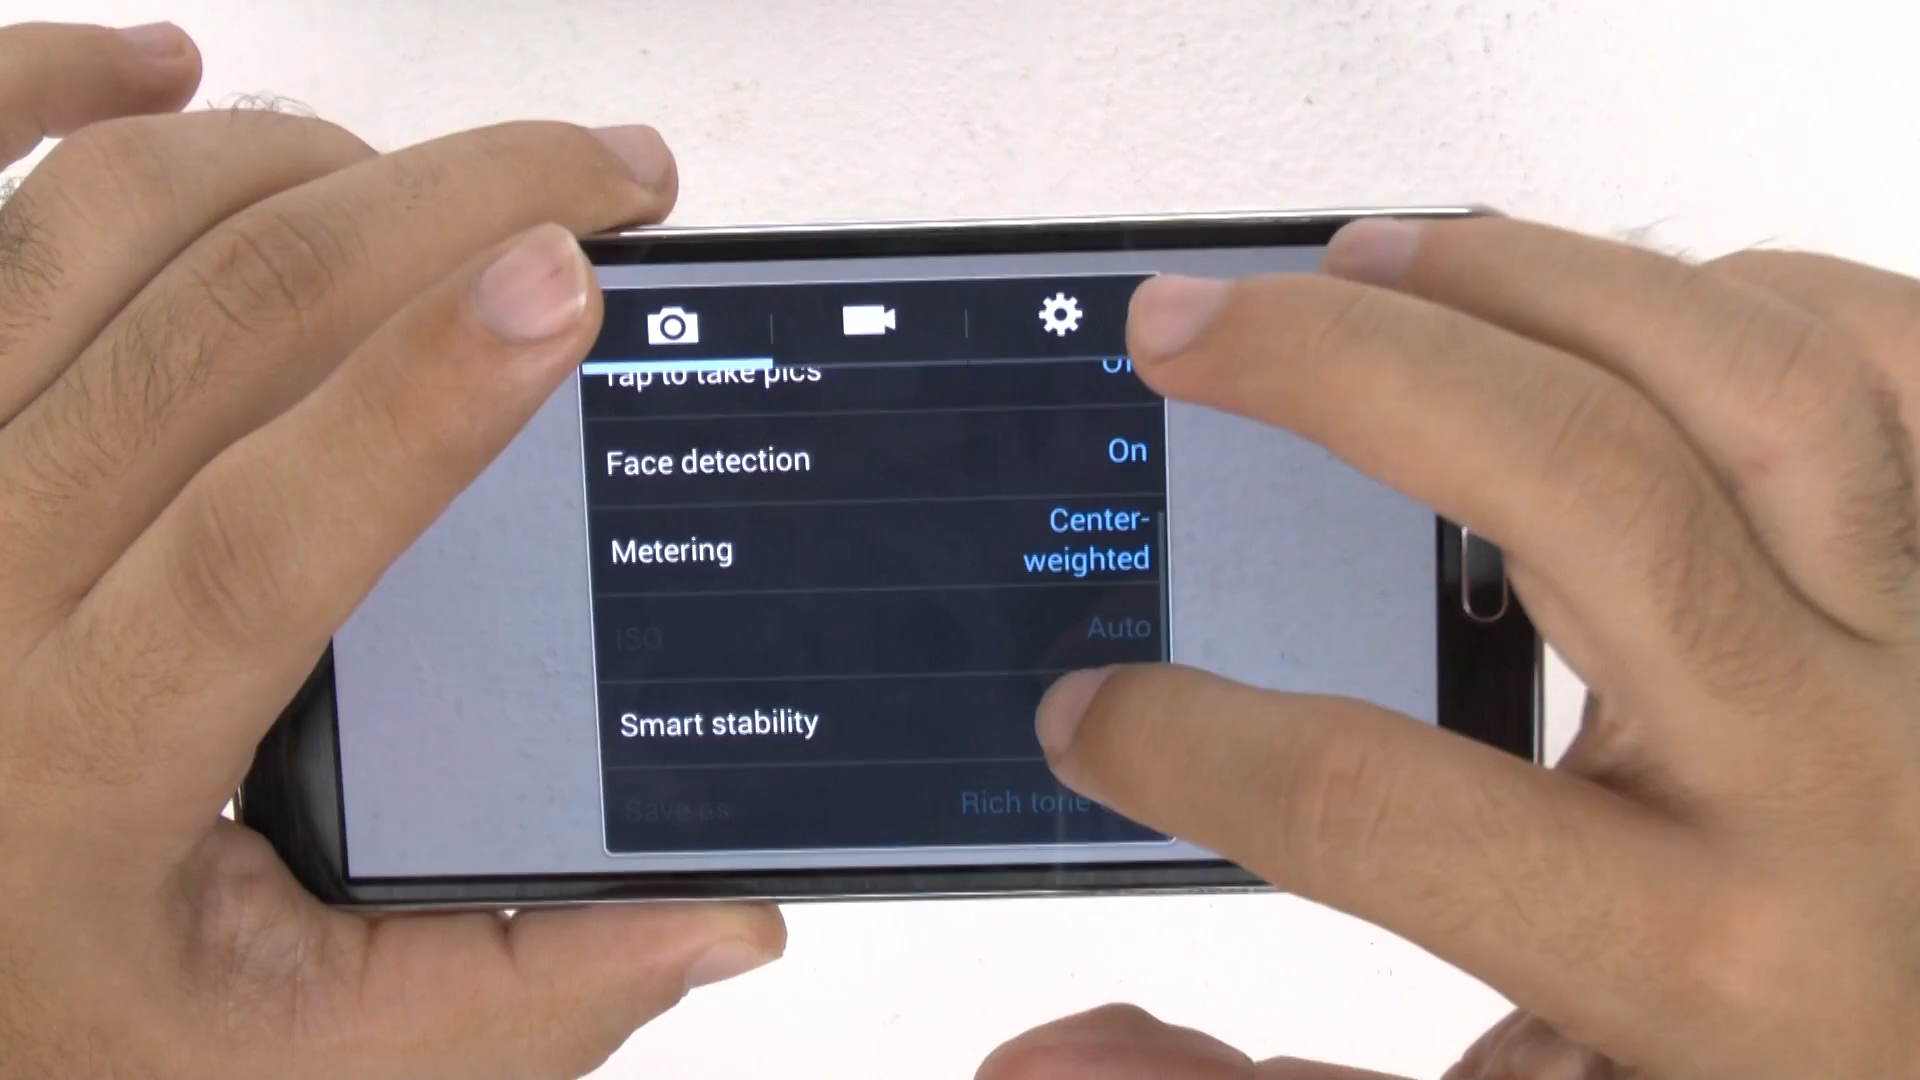 Tap to take pics
Face detection
On
Metering
Center-
weighted
ISO
Auto
Smart stability
Save as
Rich tone